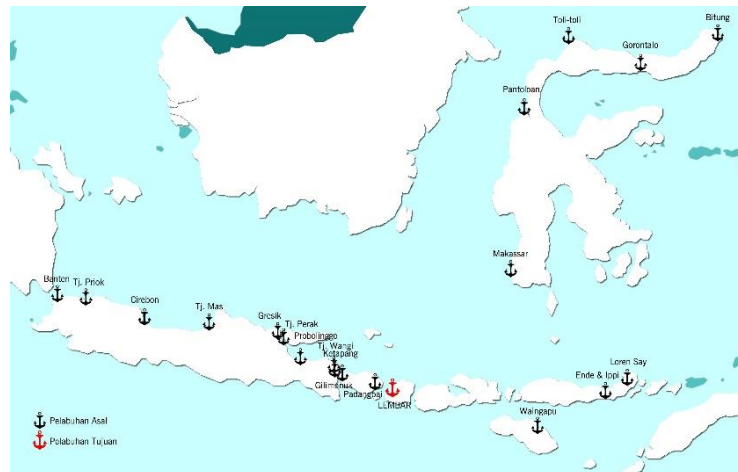 Bitung
Toli-toli
Gorontalo
Pantoloan
Makassar
Banten
Tj. Priok
Cirebon
Tj. Mas
Gresik
Tj. Perak
Probolinggo
Tj. Wangi
Ketapang
Gilimanuk
Padangbai
LEMBAR
Loren Say
Ende & Ippi
Waingapu
Pelabuhan Asal
Pelabuhan Tujuan